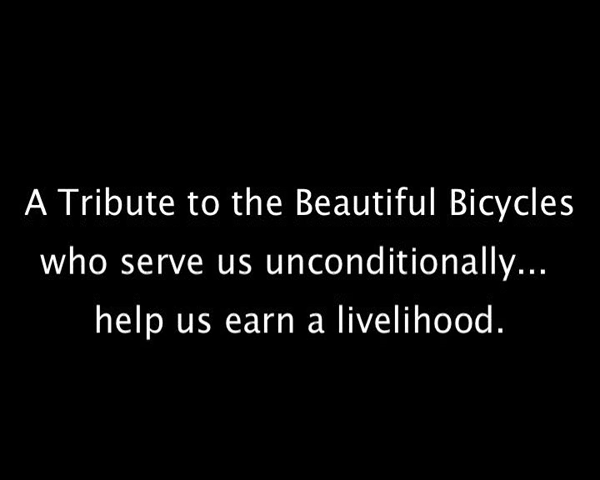 A Tribute to the Beautiful Bicycles
who serve us unconditionally...
help us earn a livelihood.